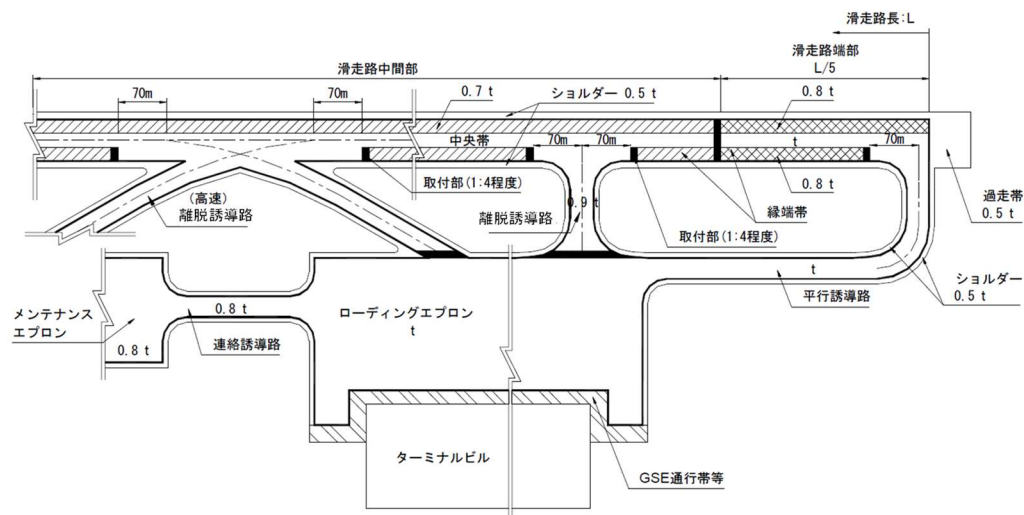 滑走路長:L
滑走路端部
L/5
滑走路中間部
70m
70m
0.7 t
ショルダー 0.5 t
0.8 t
中央帯
70m
70m
t
70m
取付部(1:4程度)
0.8 t
過走帯
0.5 t
(高速)
離脱誘導路
0.9 t
離脱誘導路
縁端帯
取付部(1:4程度)
t
平行誘導路
ショルダー
0.5 t
メンテナンス
エプロン
0.8 t
0.8 t
連絡誘導路
ローディングエプロン
t
ターミナルビル
GSE通行帯等